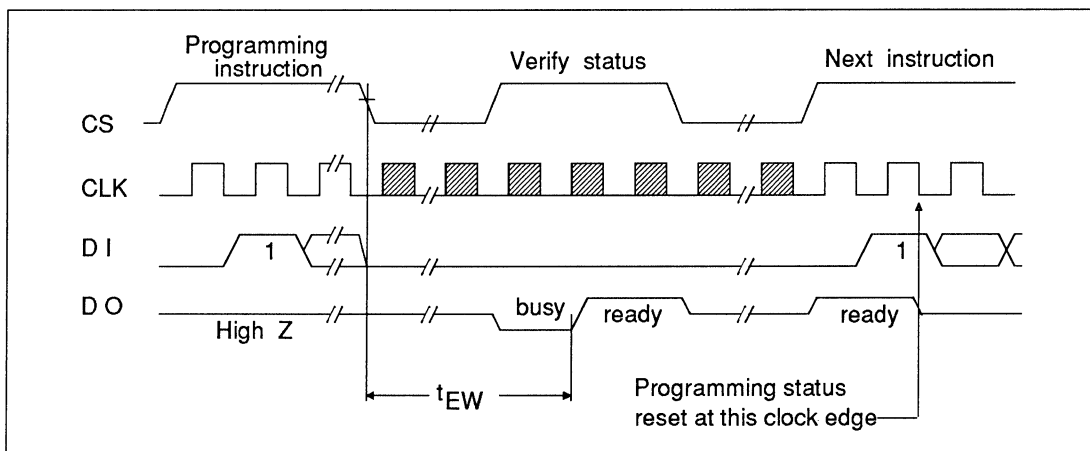 Programming
instruction
Verify status
Next instruction
CS
CLK
D I
1
1
D O
High Z
busy
ready
ready
tEW
Programming status
reset at this clock edge